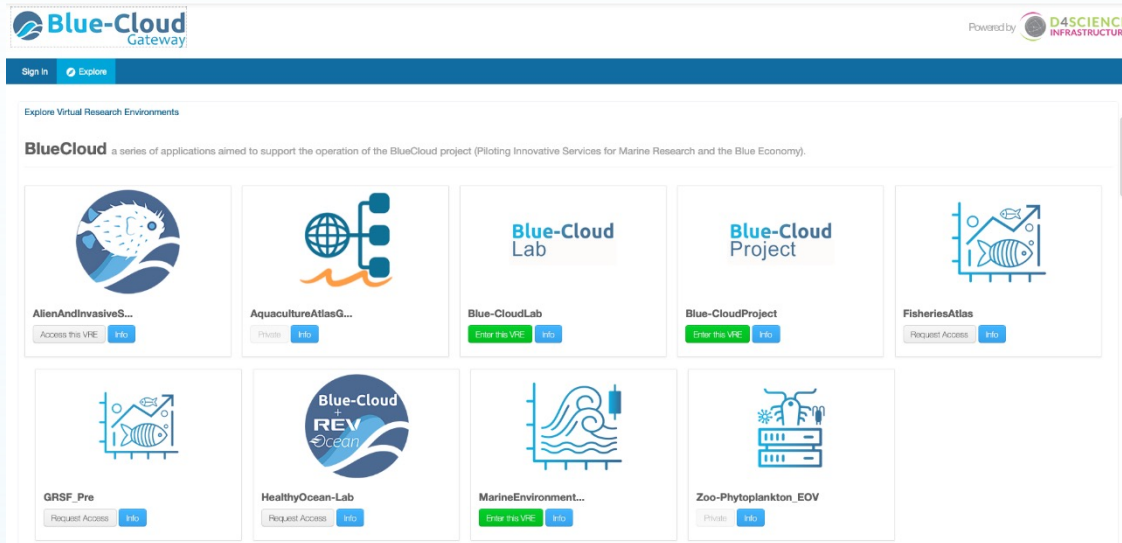 Blue-Cloud
Gateway
Powered by
D4SCIENCE
INFRASTRUCTURE
Sign In
Explore
Explore Virtual Research Environments
BlueCloud a series of applications aimed to support the operation of the BlueCloud project (Piloting Innovative Services for Marine Research and the Blue Economy).
Blue-Cloud
Lab
Blue-Cloud
Project
AlienAndInvasiveS...
AquacultureAtlasG...
Blue-CloudLab
Blue-CloudProject
FisheriesAtlas
Access this VRE Info
Private Info
Enter this VRE Info
Enter this VRE Info
Request Access Info
Blue-Cloud
+
REV
Ocean
GRSF_Pre
HealthyOcean-Lab
MarineEnvironment...
Zoo-Phytoplankton_EOV
Request Access Info
Request Access Info
Enter this VRE Info
Private Info